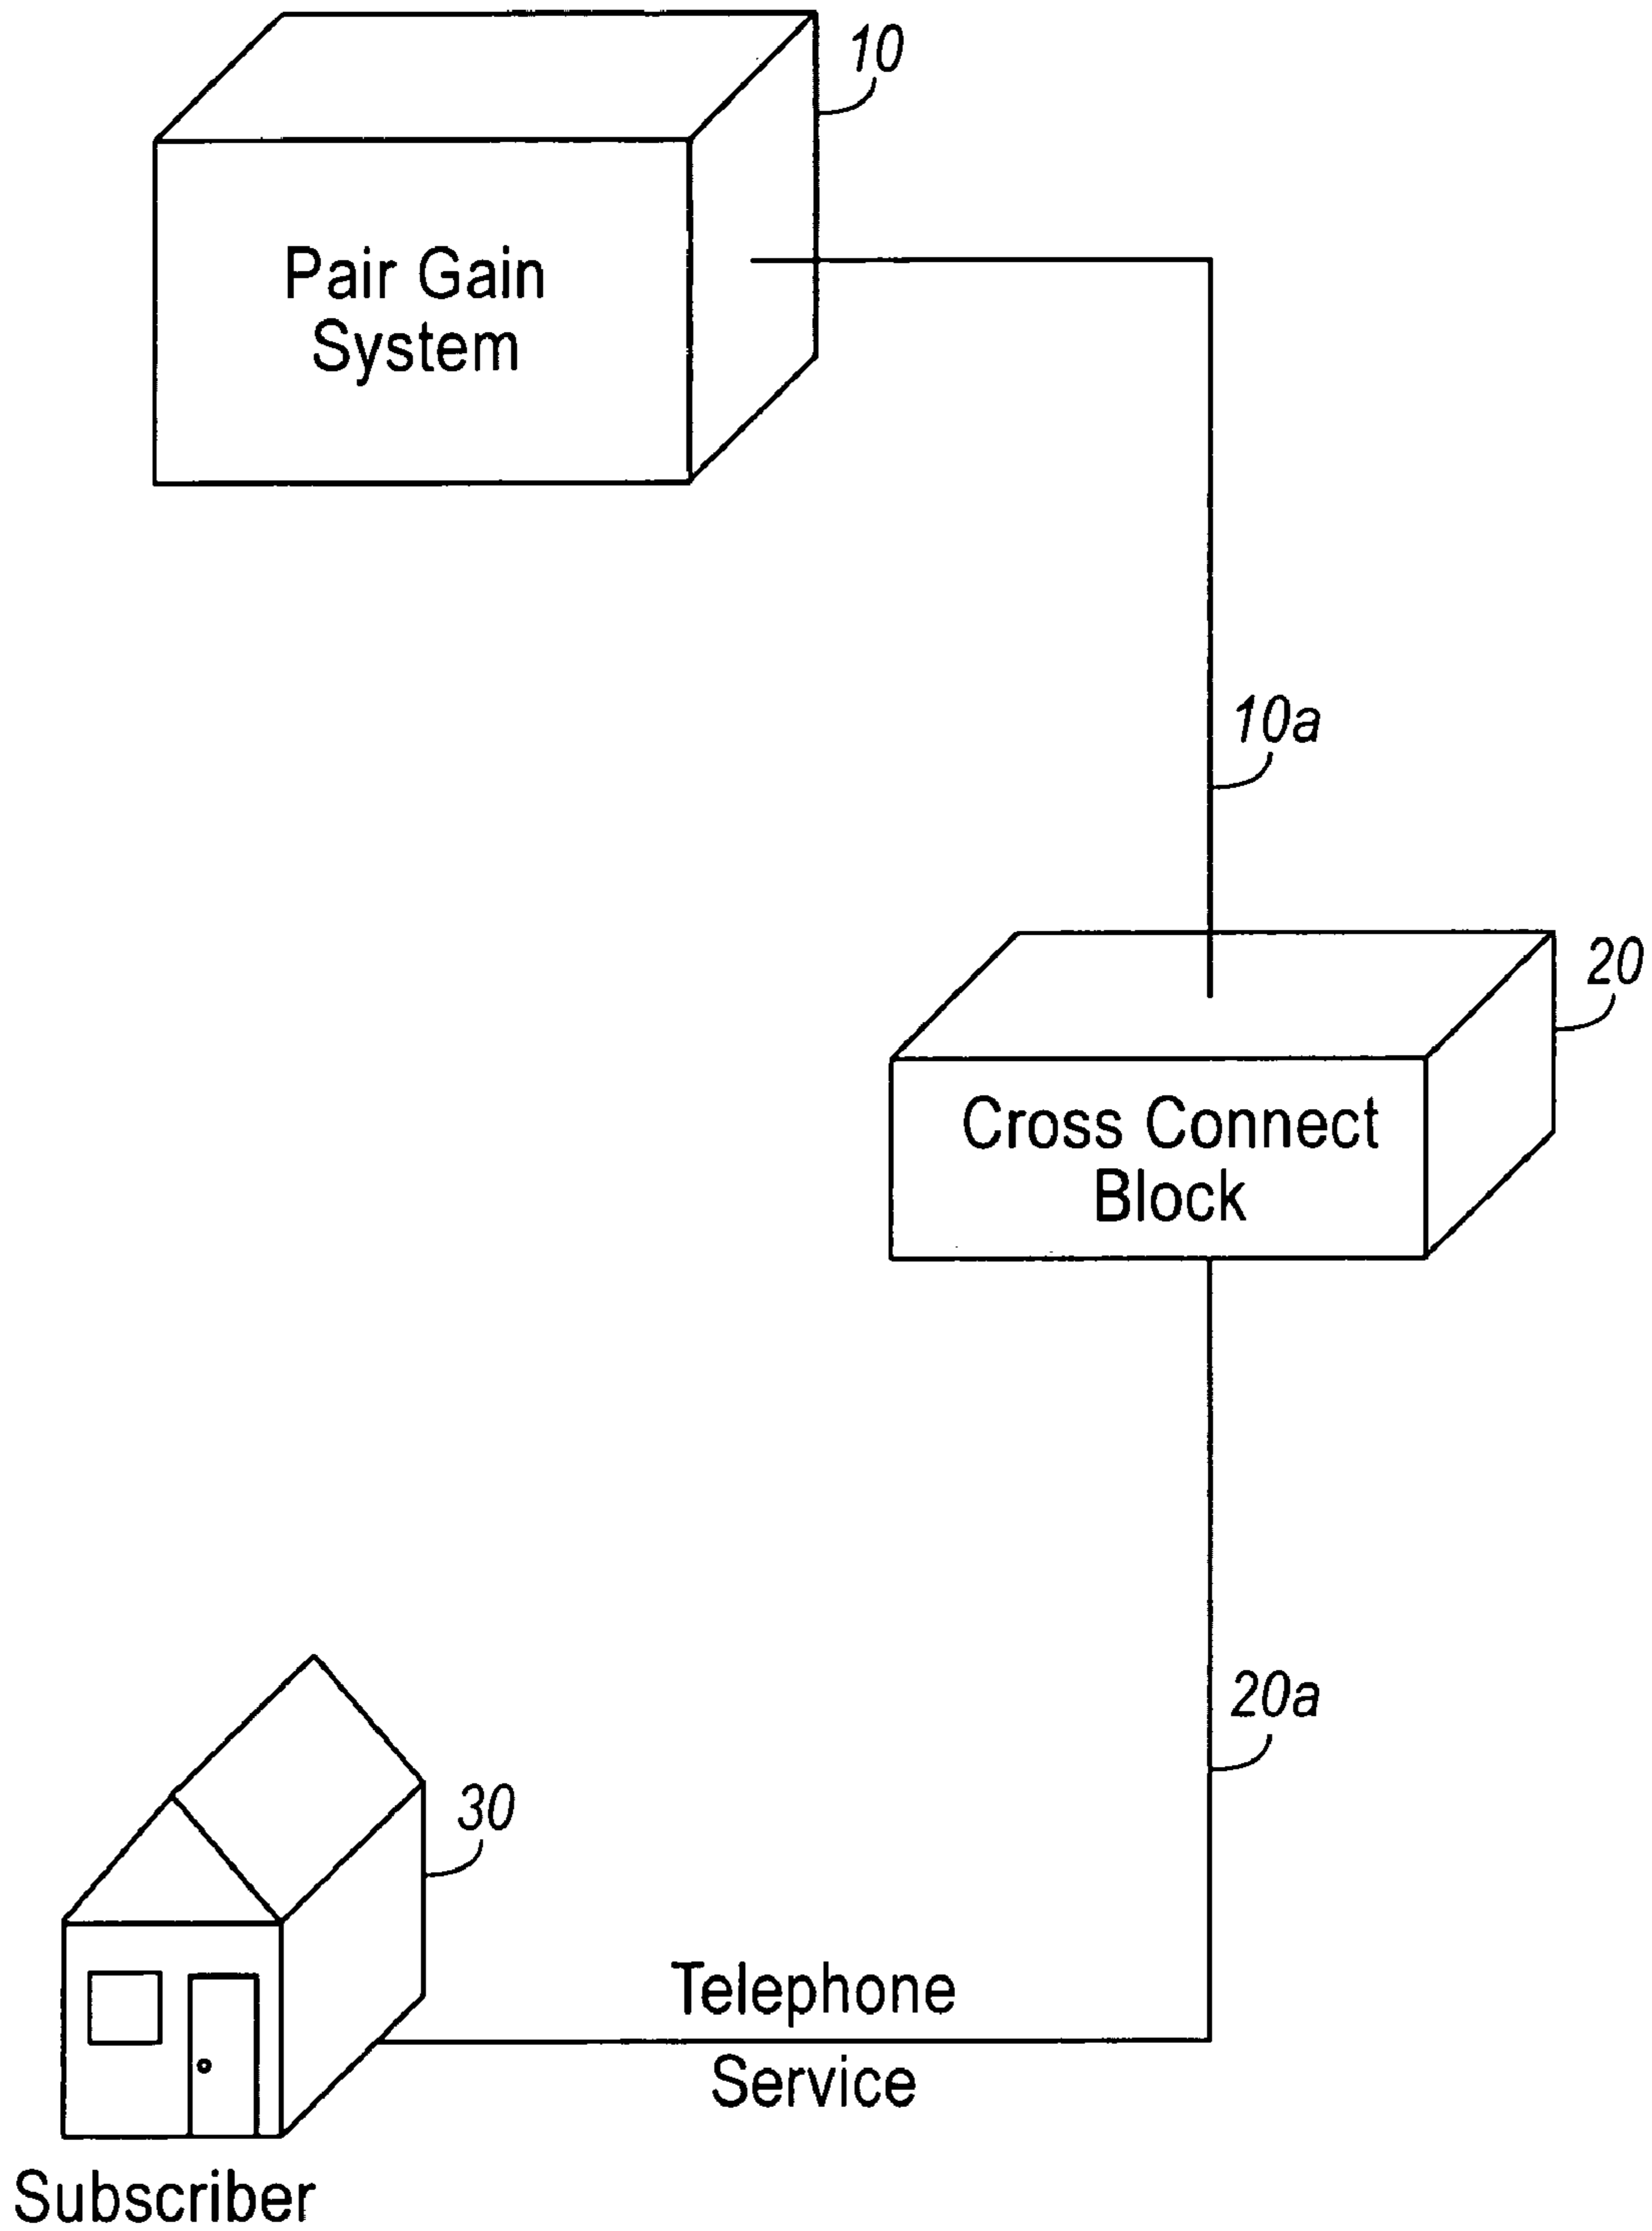 10
Pair Gain
System
10a
20
Cross Connect
Block
20a
30
Telephone
Service
Subscriber